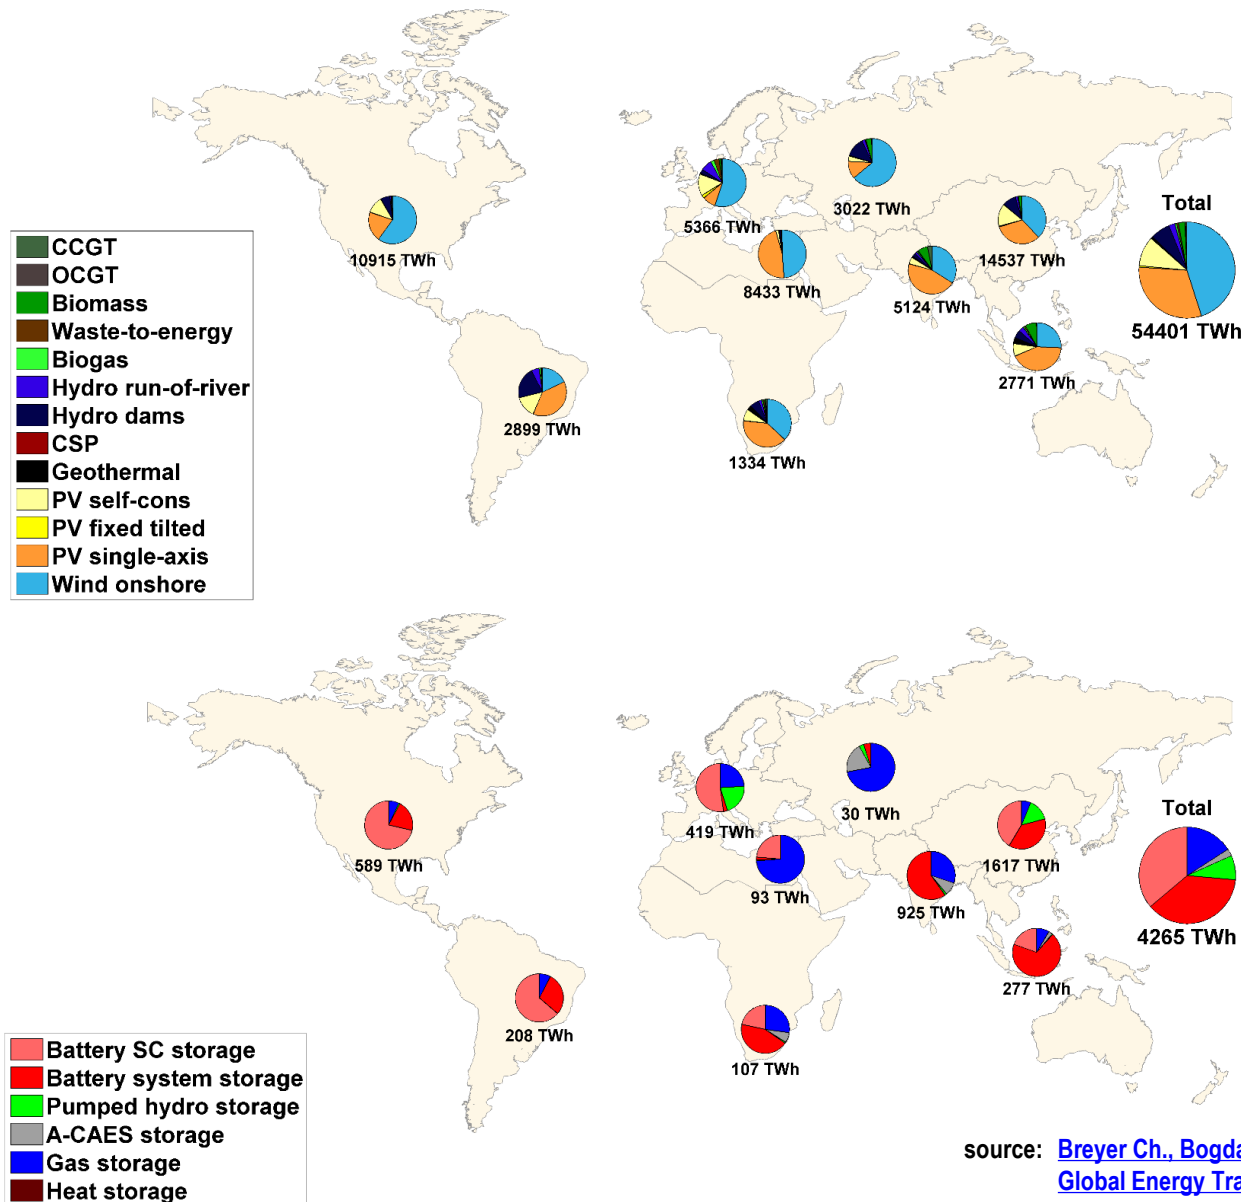 Total
3022 TWh
5366 TWh
10915 TWh
14537 TWh
8433 TWh
5124 TWh
54401 TWh
2771 TWh
2899 TWh
1334 TWh
CCGT
OCGT
Biomass
Waste-to-energy
Biogas
Hydro run-of-river
Hydro dams
CSP
Geothermal
PV self-cons
PV fixed tilted
PV single-axis
Wind onshore
Total
30 TWh
419 TWh
589 TWh
1617 TWh
93 TWh
925 TWh
4265 TWh
277 TWh
208 TWh
107 TWh
Battery SC storage
Battery system storage
Pumped hydro storage
A-CAES storage
Gas storage
Heat storage
source: Breyer Ch., Bogda
Global Energy Tra